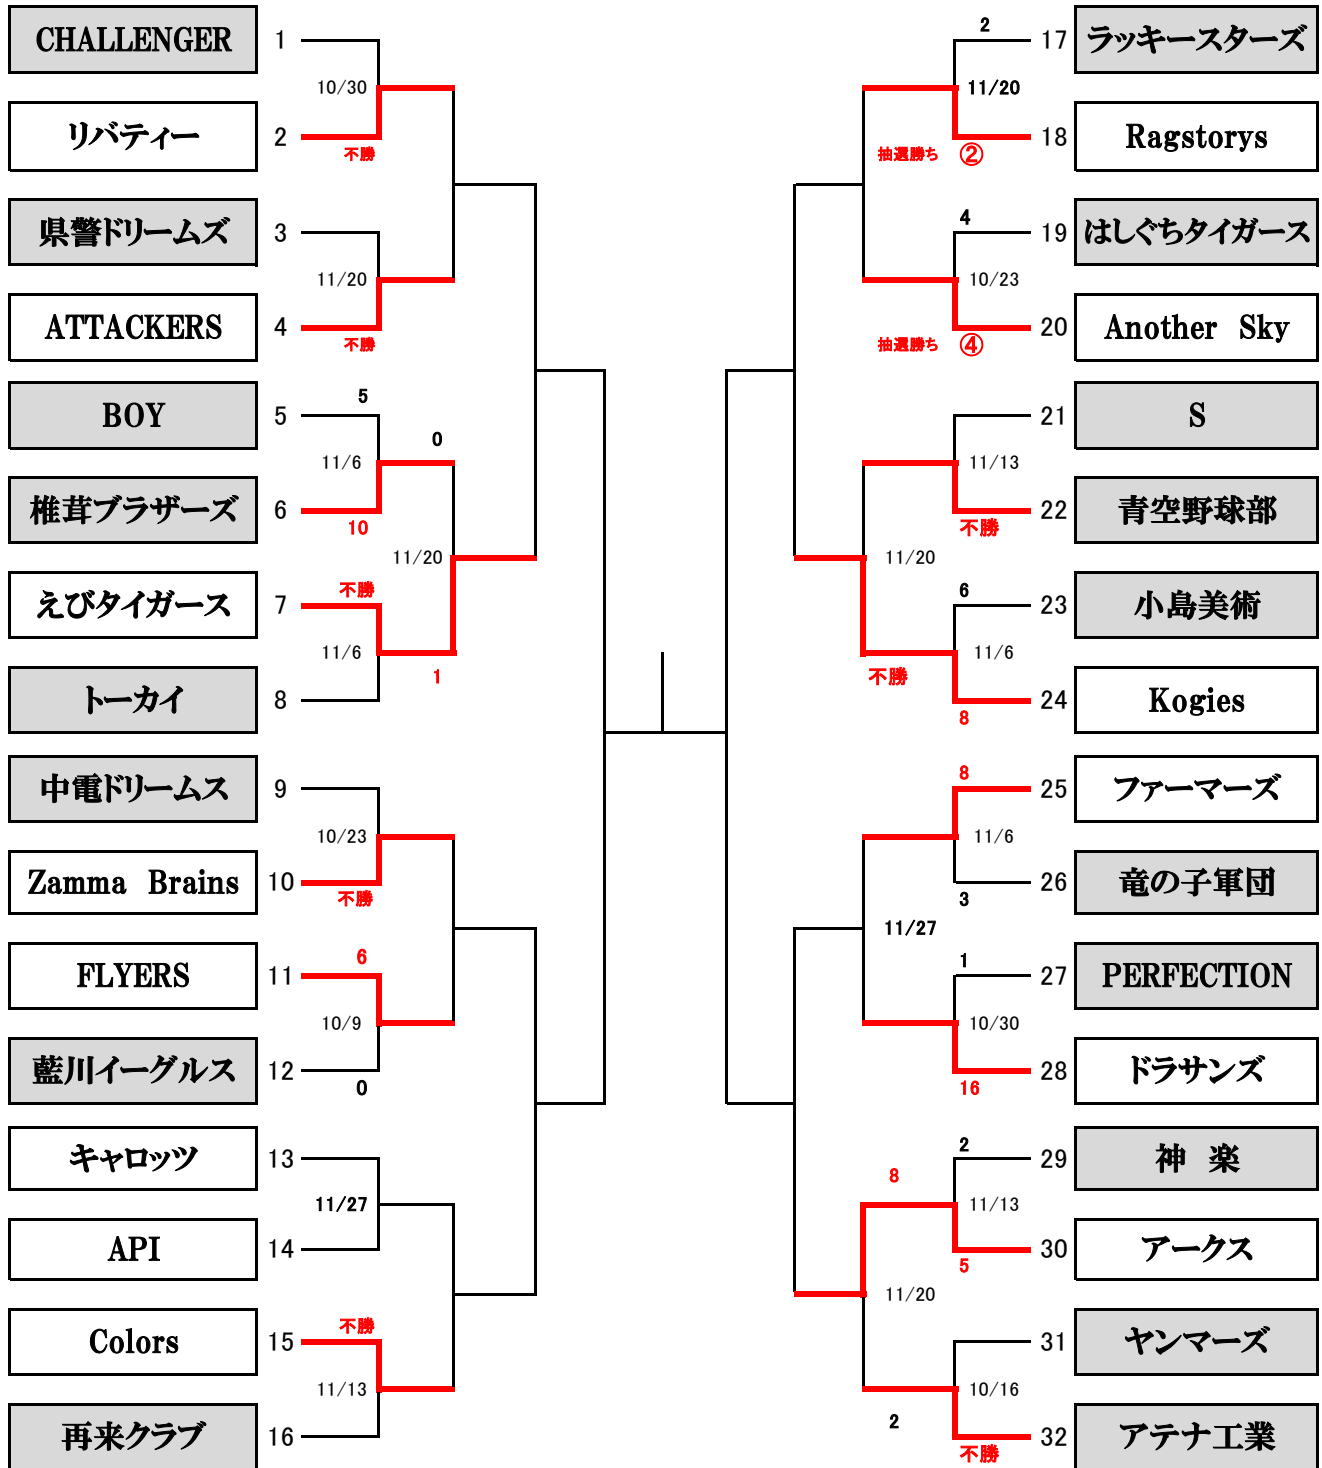 CHALLENGER 1
10/30
リバティー 2
不勝
県警ドリームズ 3
11/20
ATTACKERS 4
不勝
5
BOY 5
0
11/6
椎茸ブラザーズ 6
10
11/20
不勝
えびタイガース 7
11/6
1
トーカイ 8
中電ドリームス 9
10/23
Zamma Brains 10
不勝
6
FLYERS 11
10/9
藍川イーグルス 12
0
キャロッツ 13
11/27
API 14
不勝
Colors 15
11/13
再来クラブ 16
2
17 ラッキースターズ
11/20
18 Ragstorys
抽選勝ち ②
4
19 はしぐちタイガース
10/23
20 Another Sky
抽選勝ち ④
21 S
11/13
22 青空野球部
不勝
11/20
6
23 小島美術
11/6
不勝
24 Kogies
8
8
25 ファーマーズ
11/6
26 竜の子軍団
3
11/27
1
27 PERFECTION
10/30
28 ドラサンズ
16
2
29 神 楽
8
11/13
30 アークス
5
11/20
31 ヤンマーズ
10/16
2
32 アテナ工業
不勝